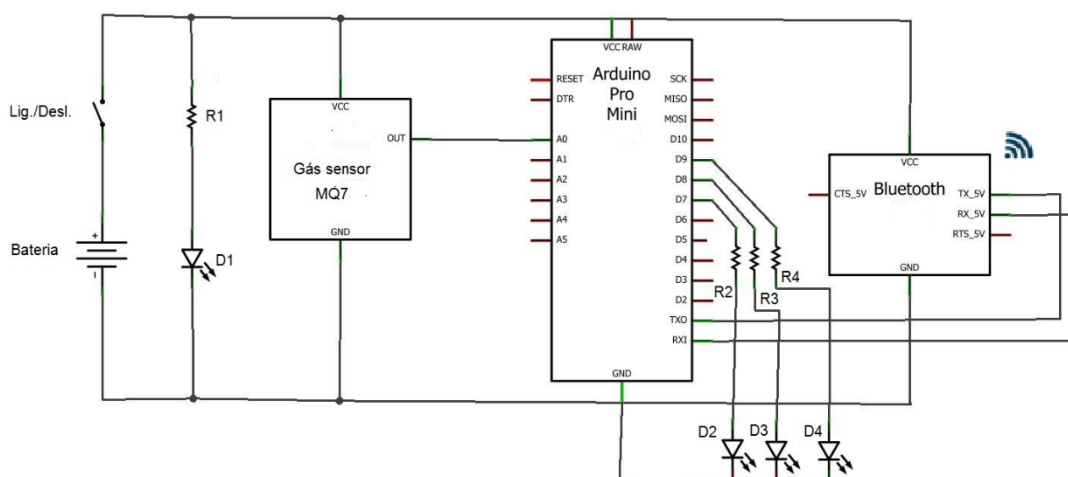 VCC RAW
Arduino
Pro
Mini
RESET
DTR
A0
A1
A2
A3
A4
A5
SCK
MISO
MOSI
D10
D9
D8
D7
D6
D5
D4
D3
D2
TXO
RXI
GND
Lig./Desl.
Bateria
+
–
R1
D1
VCC
OUT
Gás sensor
MQ7
GND
R2
R3
R4
D2
D3
D4
VCC
Bluetooth
CTS_5V
TX_5V
RX_5V
RTS_5V
GND